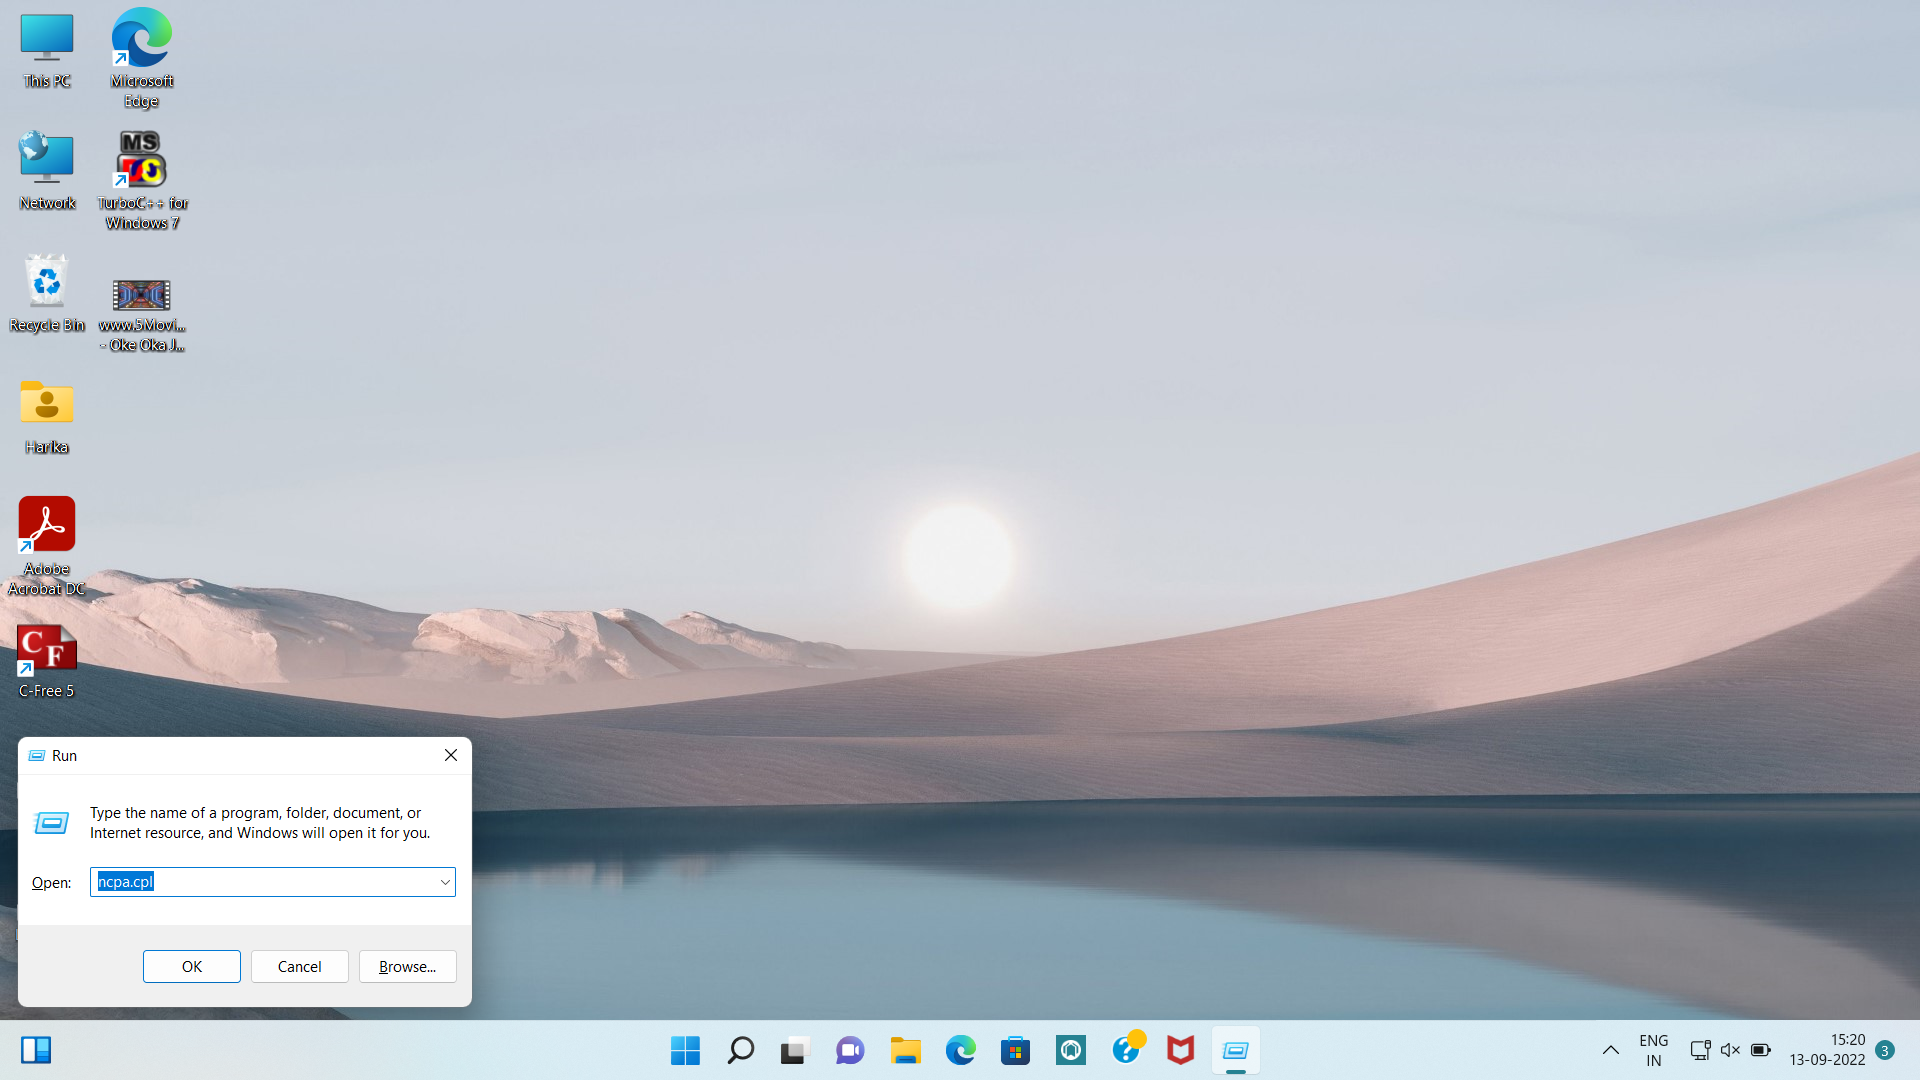 This PC
Microsoft
Edge
Network
MS
TurboC++ for
Windows 7
Recycle Bin
www.5Movi...
- Oke Oka J...
Harika
Adobe
Acrobat DC
C F
C-Free 5
Run
Type the name of a program, folder, document, or
Internet resource, and Windows will open it for you.
Open:
ncpa.cpl
OK
Cancel
Browse...
ENG
IN
15:20
13-09-2022
3